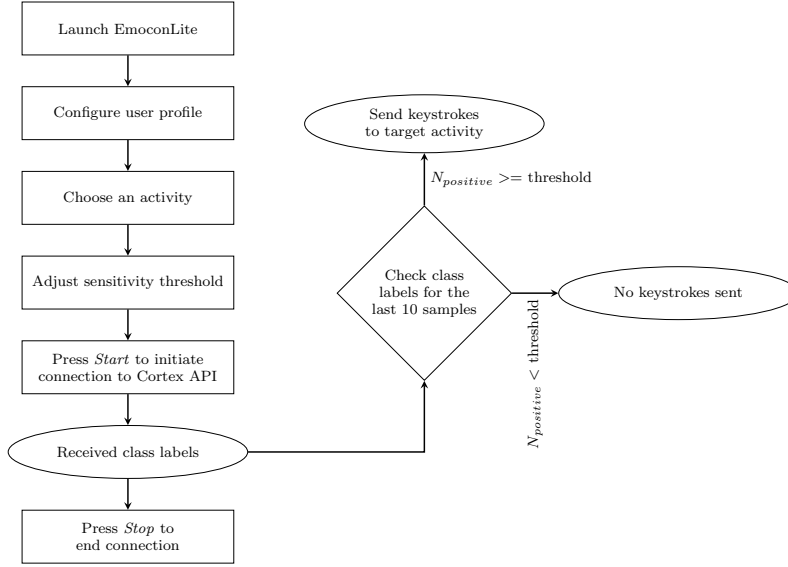 Launch EmoconLite
Configure user profile
Choose an activity
Adjust sensitivity threshold
Press Start to initiate
connection to Cortex API
Received class labels
Press Stop to
end connection
Send keystrokes
to target activity
N_positive >= threshold
Check class
labels for the
last 10 samples
N_positive < threshold
No keystrokes sent